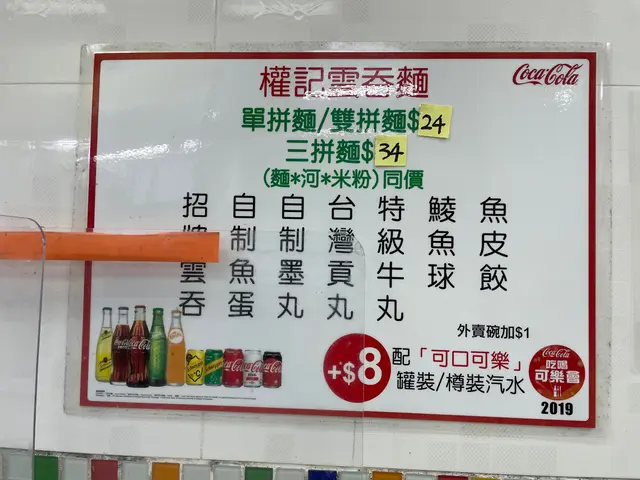 權記雲吞麵
Coca-Cola
單拼麵/雙拼麵$24
三拼麵$34
(麵*河*米粉)同價
招牌雲吞
自制魚蛋
自制墨丸
台灣貢丸
特級牛丸
鯪魚球
魚皮餃
外賣碗加$1
+$8
配「可口可樂」
罐裝/樽裝汽水
Coca-Cola
吃喝
可樂會
2019